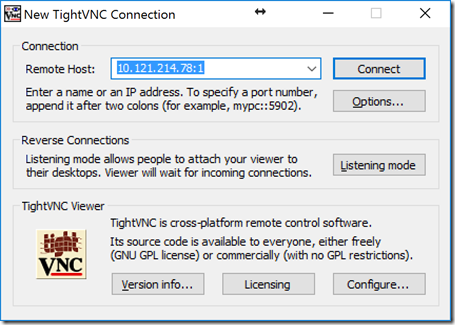 New TightVNC Connection
Connection
Remote Host:
10.121.214.78:1
Connect
Enter a name or an IP address. To specify a port number,
append it after two colons (for example, mypc::5902).
Options...
Reverse Connections
Listening mode allows people to attach your viewer to
their desktops. Viewer will wait for incoming connections.
Listening mode
TightVNC Viewer
tight
VNC
TightVNC is cross-platform remote control software.
Its source code is available to everyone, either freely
(GNU GPL license) or commercially (with no GPL restrictions).
Version info...
Licensing
Configure...